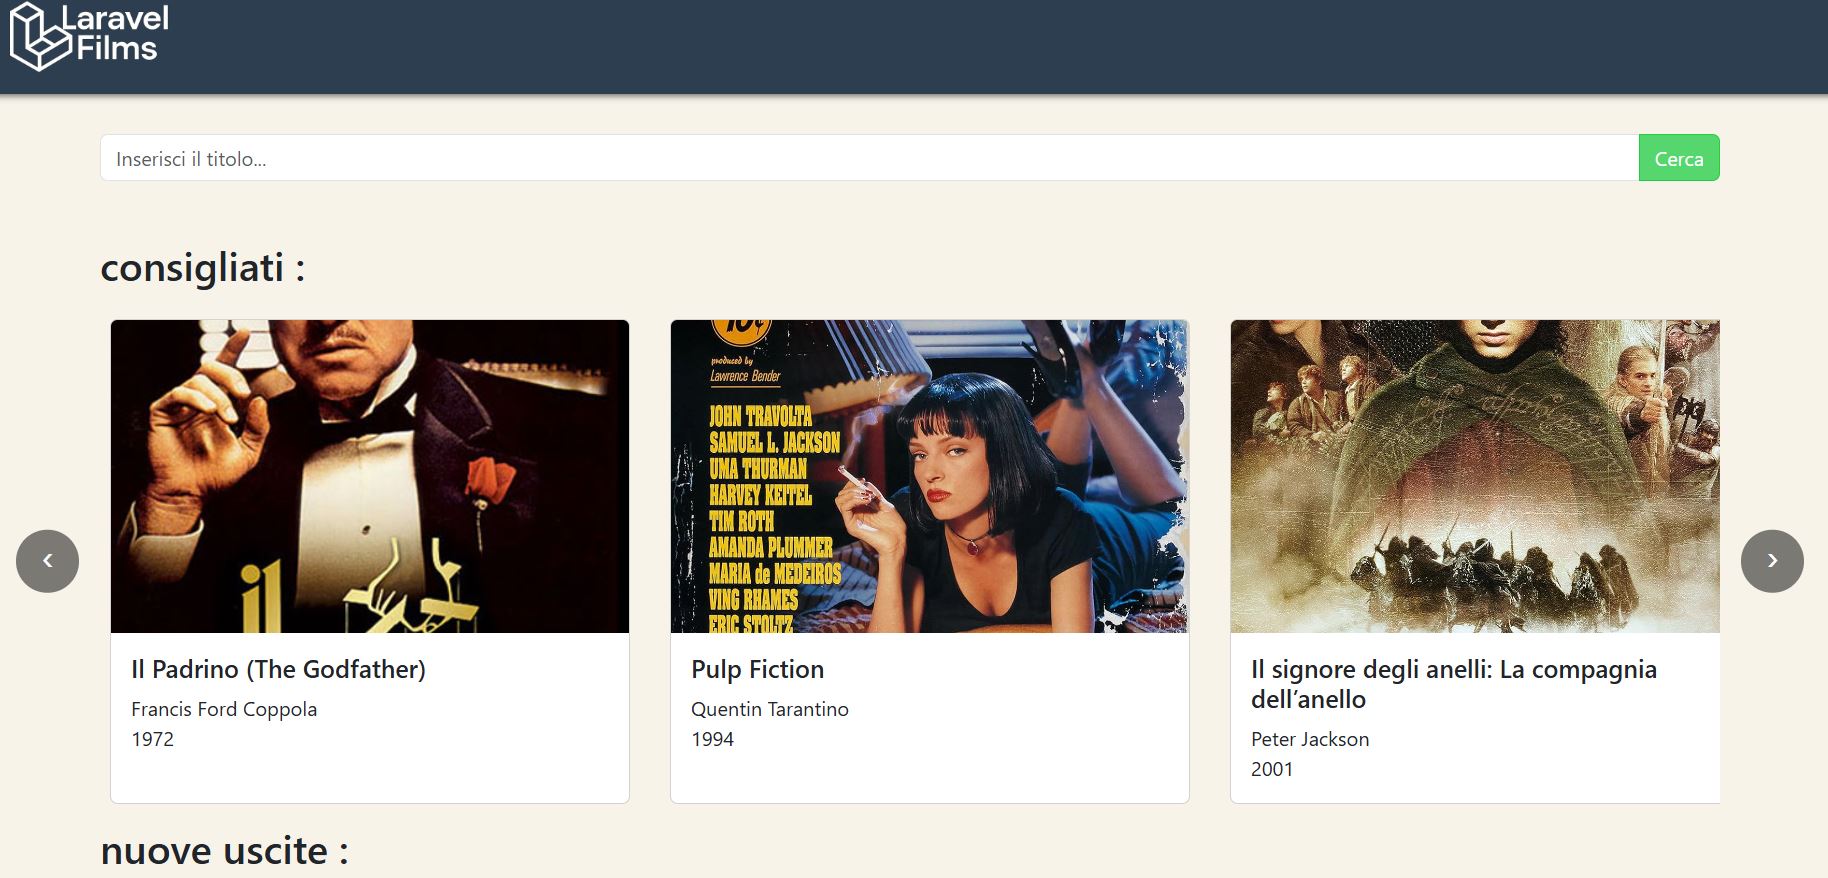 Laravel
Films
Inserisci il titolo...
Cerca
consigliati :
produced by
Lawrence Bender
JOHN TRAVOLTA
SAMUEL L. JACKSON
UMA THURMAN
HARVEY KEITEL
TIM ROTH
AMANDA PLUMMER
MARIA de MEDEIROS
VING RHAMES
ERIC STOLTZ
il
Il Padrino (The Godfather)
Francis Ford Coppola
1972
Pulp Fiction
Quentin Tarantino
1994
Il signore degli anelli: La compagnia
dell’anello
Peter Jackson
2001
nuove uscite :